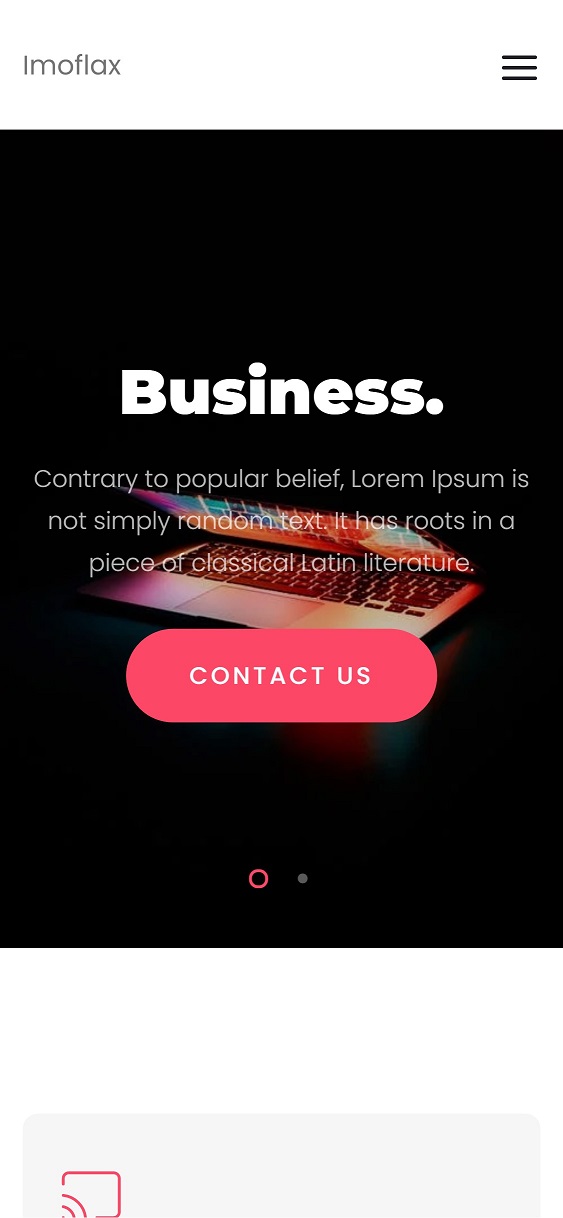 Imoflax
Business.
Contrary to popular belief, Lorem Ipsum is
not simply random text. It has roots in a
piece of classical Latin literature.
CONTACT US